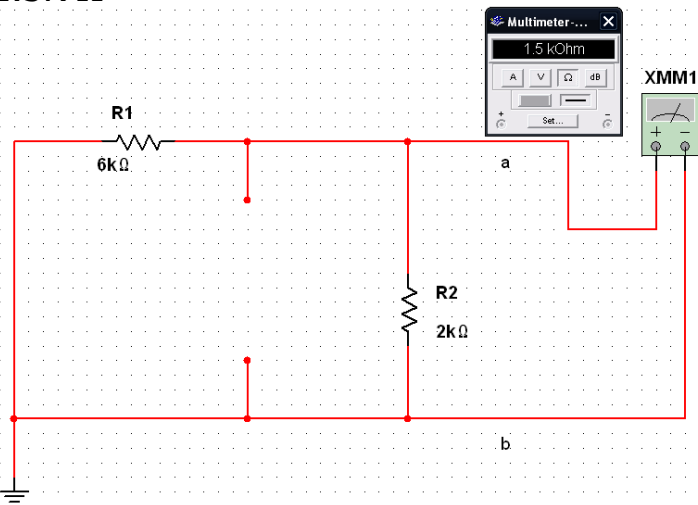 Multimeter-...
1.5 kOhm
A V Ω dB
+ Set... -
XMM1
+ -
R1
6kΩ
a
R2
2kΩ
b